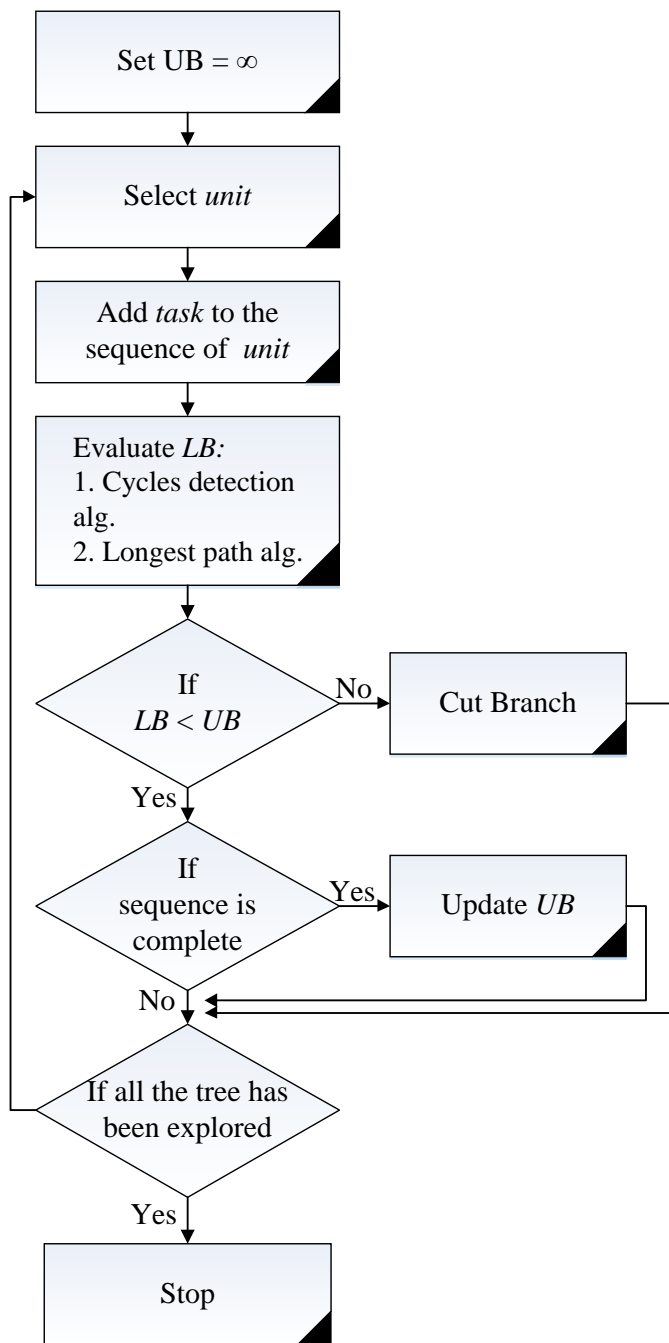 Set UB = ∞
Select unit
Add task to the
sequence of unit
Evaluate LB:
1. Cycles detection
alg.
2. Longest path alg.
If
LB < UB
No
Cut Branch
Yes
If
sequence is
complete
Yes
Update UB
No
If all the tree has
been explored
Yes
Stop